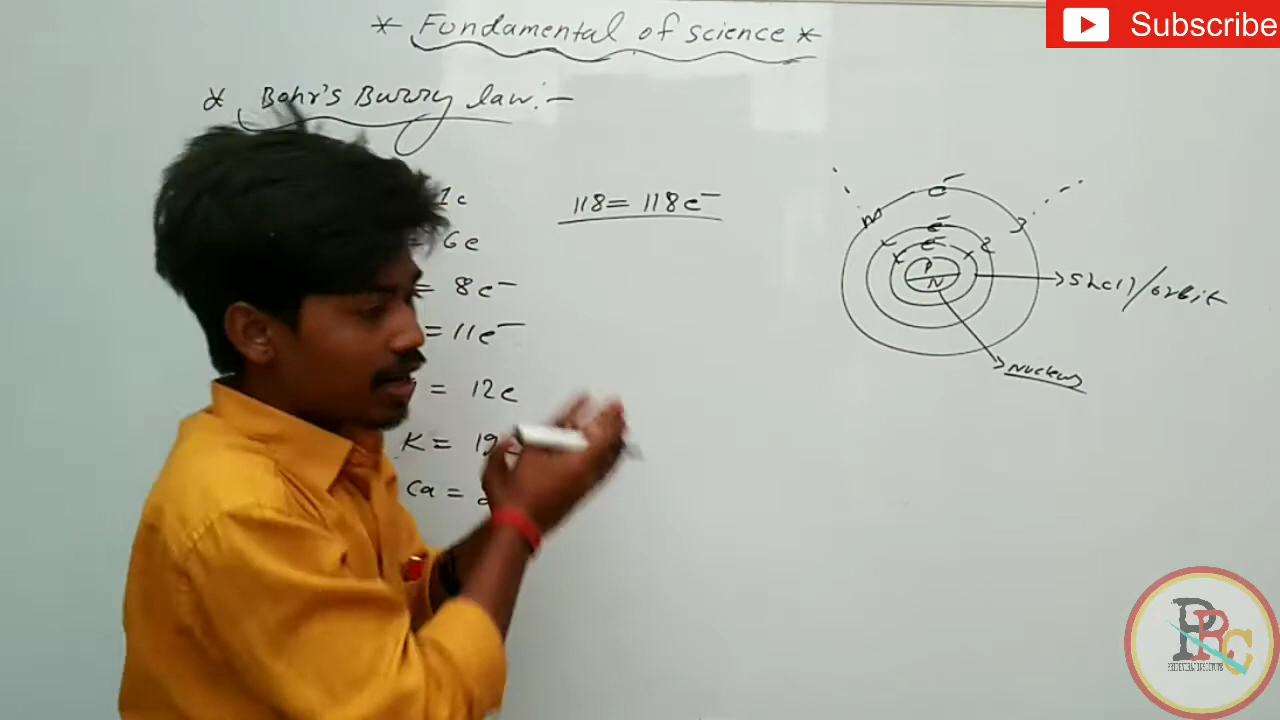 Subscribe
* Fundamental of science *
* Bohr's Burry law :-
1e
6e
= 8e-
= 11e-
= 12e
K = 19
Ca =
118 = 118e-
e-
e-
e-
P
N
Shell/orbit
Nucleus
PRC